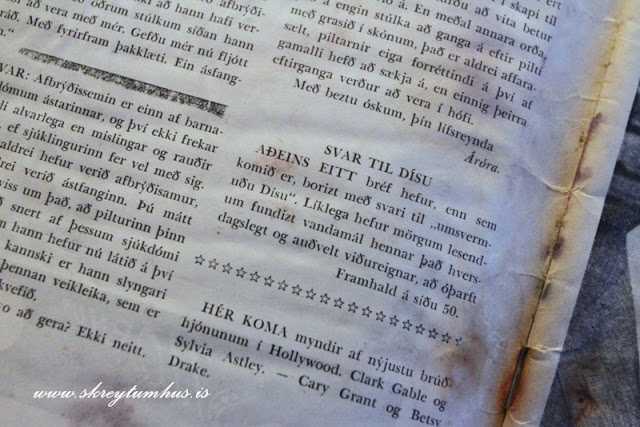 afbrýði-
öðrum stúlkum síðan hann
að vera með mér. Gefðu mér nú fljótt
ráð. Með fyrirfram þakklæti. Ein ásfang-
in.“
SVAR: Afbrýðissemin er einn af barna-
dómum ástarinnar, og því ekki frekar
alvarlega en mislingar og rauðir
ef sjúklingurinn fer vel með sig.
aldrei hefur verið afbrýðisamur,
verið ástfanginn. Þú mátt
viss um það, að pilturinn þinn
snert af þessum sjúkdómi
hann hefur nú látið á því
kannski er hann slyngari
þennan veikleika, sem er
kvefið.
að gera? Ekki neitt.
í skapi til
að vita betur
á. En meðal annara orða,
engin stúlka að ganga á eftir pilti
með grasið í skónum, það er aldrei affara-
sælt, piltarnir eiga forréttindi á því af
gamalli hefð að sækja á, en einnig þeirra
eftirganga verður að vera í hófi.
Með beztu óskum, þín lífsreynda
Áróra.
SVAR TIL DÍSU
AÐEINS EITT bréf hefur, enn sem
komið er, borizt með svari til „umsverm-
uðu Dísu“. Líklega hefur mörgum lesend-
um fundizt vandamál hennar það hvers-
dagslegt og auðvelt viðureignar, að óþarft
Framhald á síðu 50.
HÉR KOMA myndir af nýjustu brúð-
hjónunum í Hollywood. Clark Gable og
Sylvia Astley. — Cary Grant og Betsy
Drake.
www.skreytumhus.is